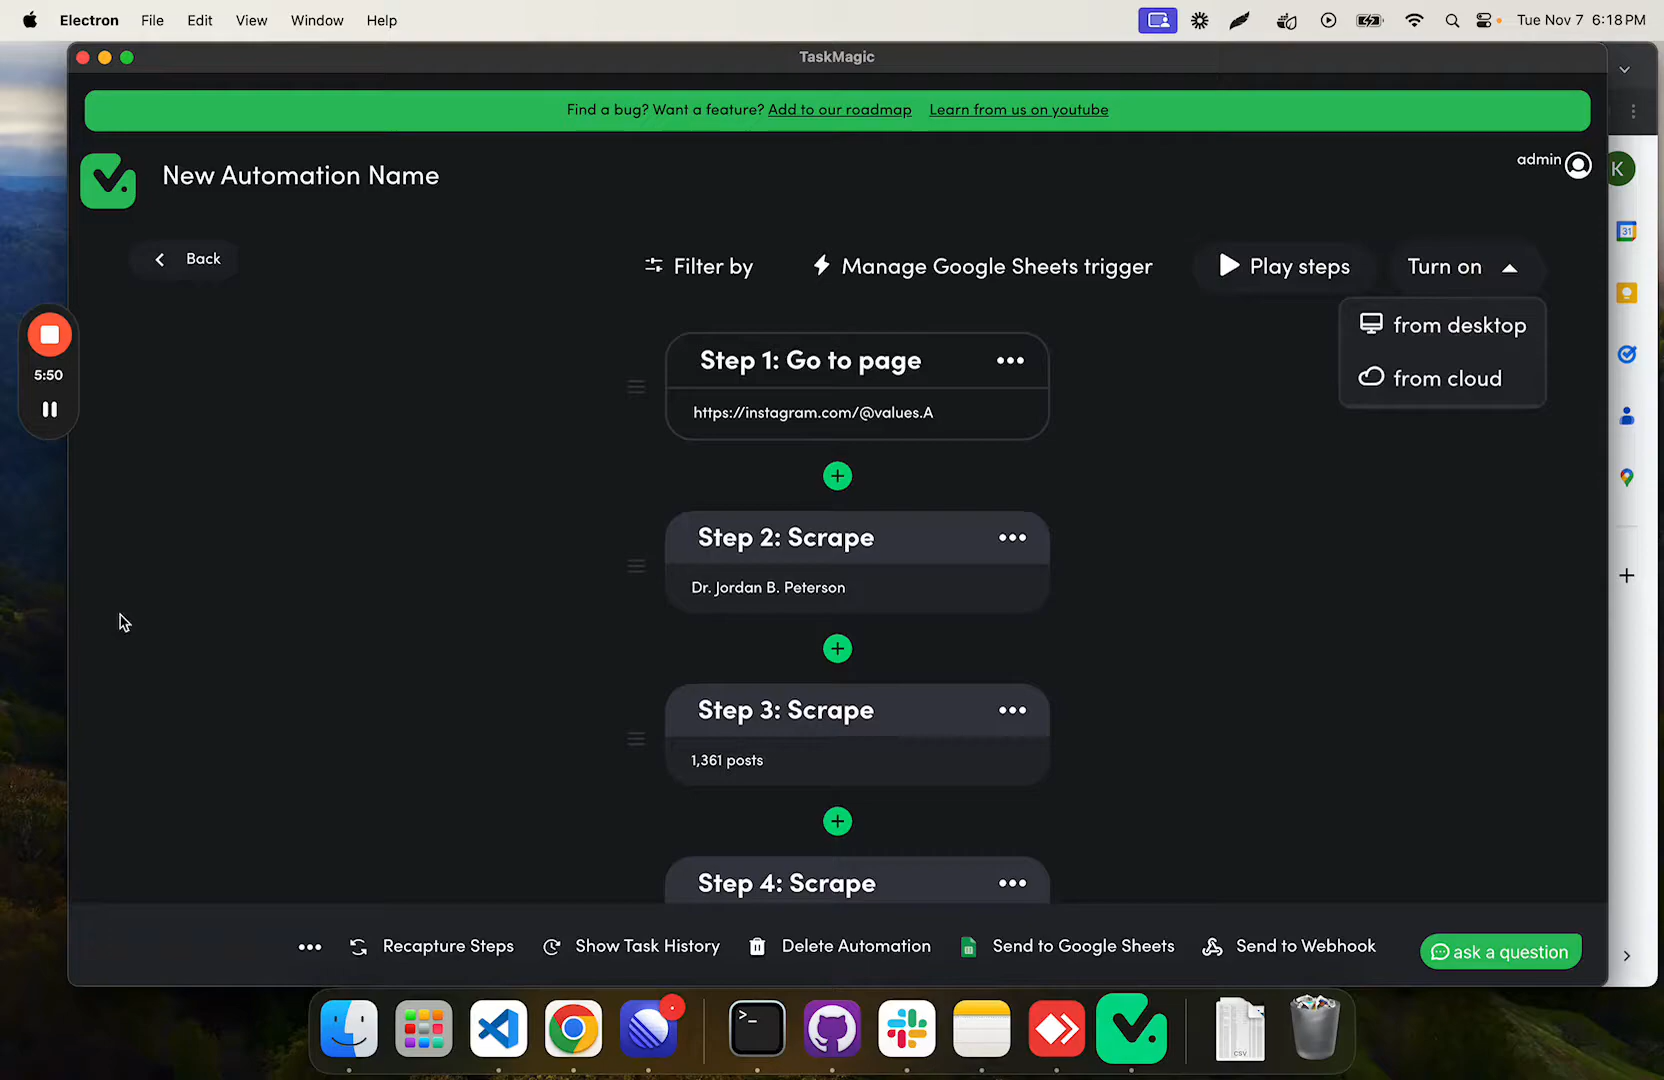 Electron File Edit View Window Help Tue Nov 7 6:18 PM
TaskMagic
Find a bug? Want a feature? Add to our roadmap Learn from us on youtube
New Automation Name
admin
K
31
Back
Filter by
Manage Google Sheets trigger
Play steps
Turn on
from desktop
from cloud
5:50
Step 1: Go to page
https://instagram.com/@values.A
Step 2: Scrape
Dr. Jordan B. Peterson
Step 3: Scrape
1,361 posts
Step 4: Scrape
Recapture Steps
Show Task History
Delete Automation
Send to Google Sheets
Send to Webhook
ask a question
CSV